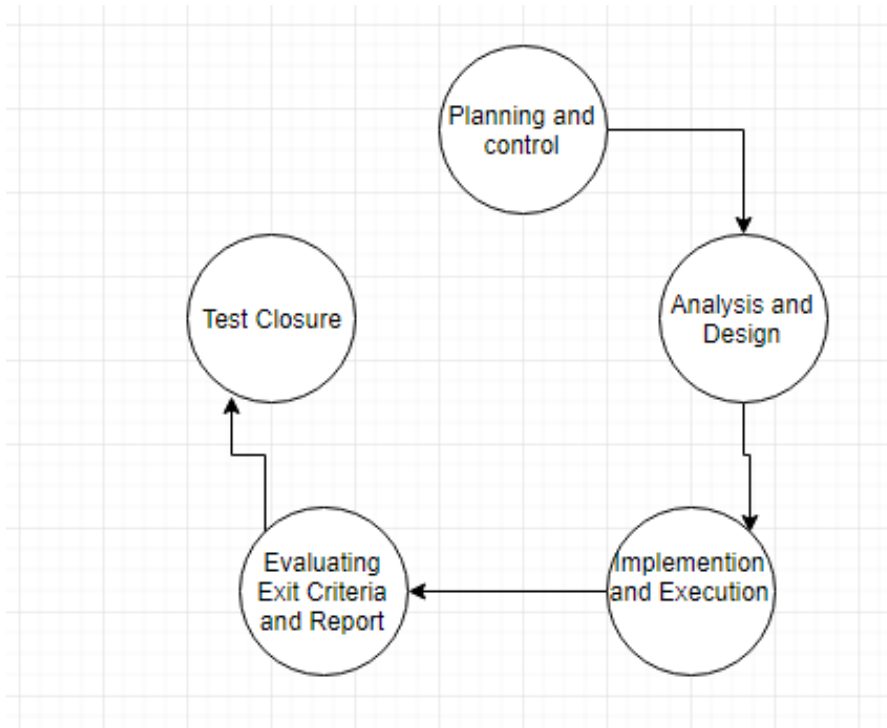 Planning and
control
Analysis and
Design
Implemention
and Execution
Evaluating
Exit Criteria
and Report
Test Closure